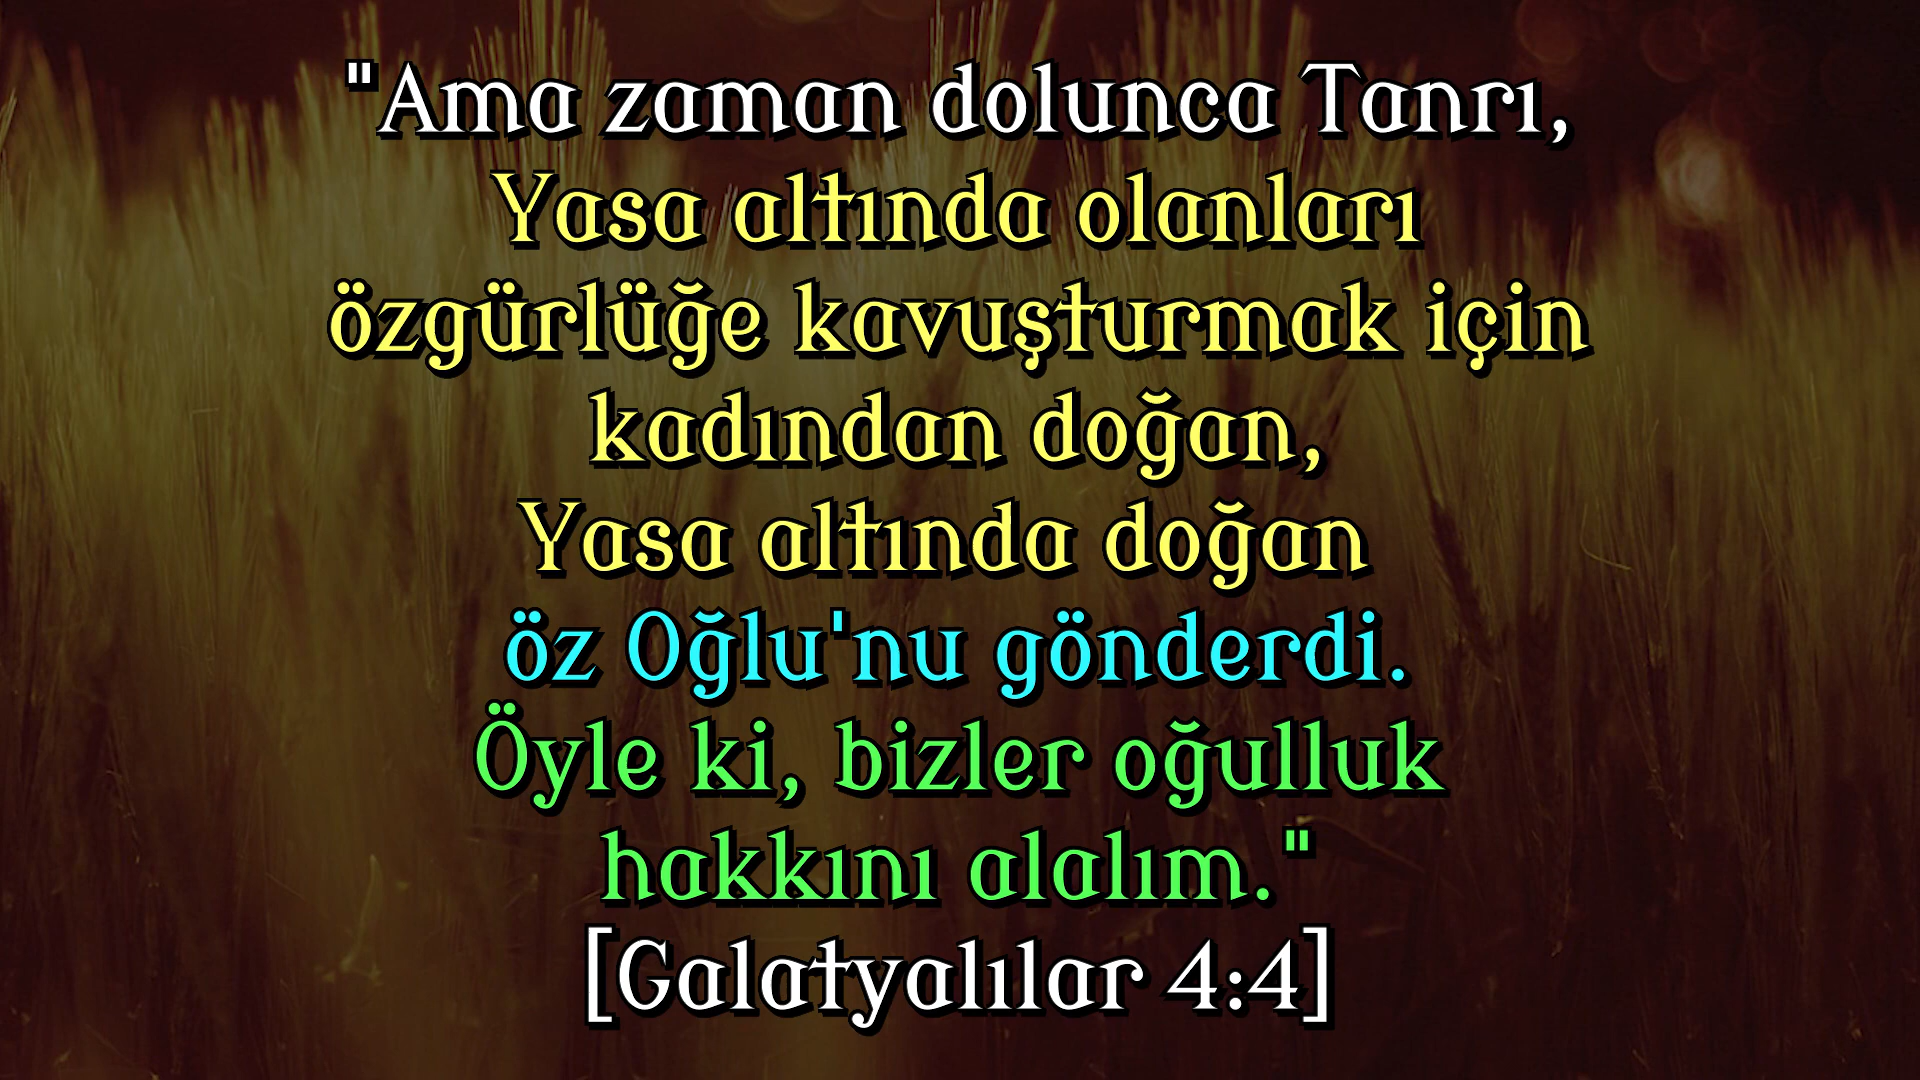 "Ama zaman dolunca Tanrı,
Yasa altında olanları
özgürlüğe kavuşturmak için
kadından doğan,
Yasa altında doğan
öz Oğlu'nu gönderdi.
Öyle ki, bizler oğulluk
hakkını alalım."
[Galatyalılar 4:4]